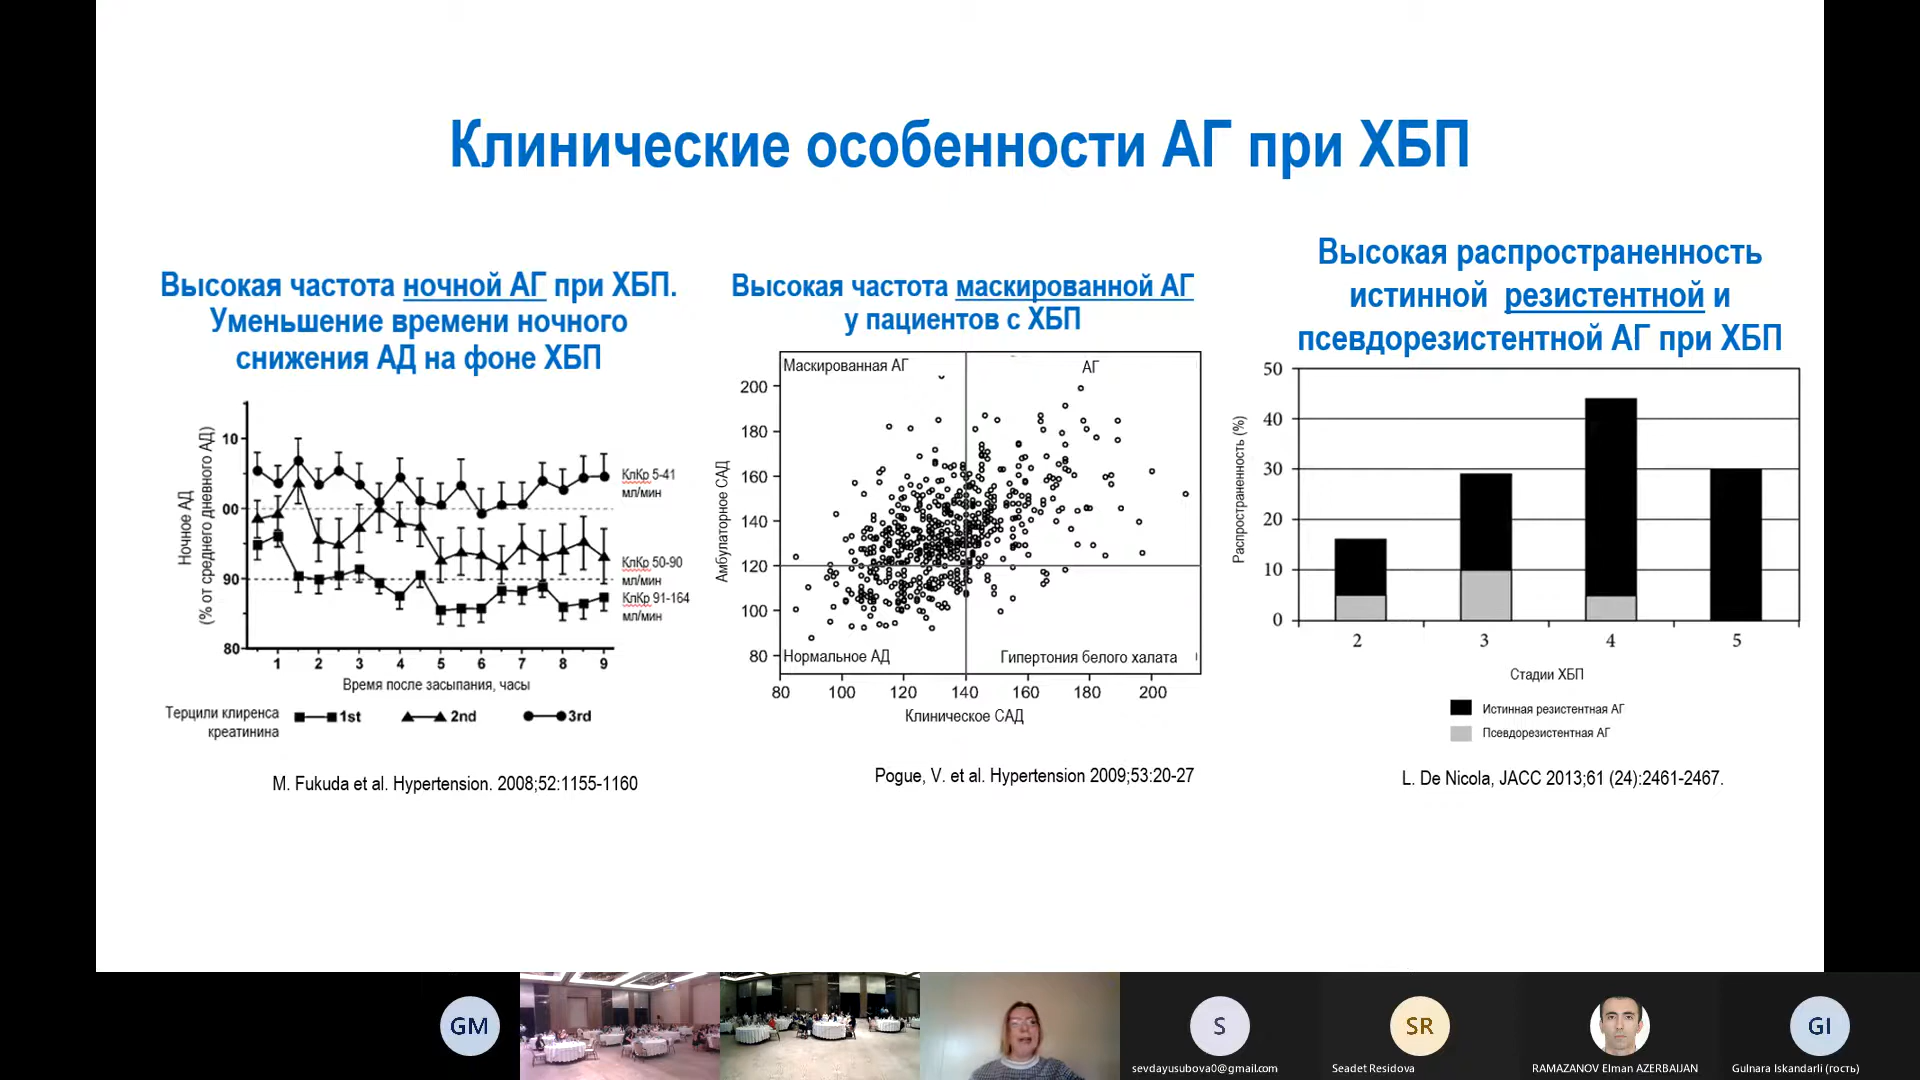 Клинические особенности АГ при ХБП
Высокая частота ночной АГ при ХБП.
Уменьшение времени ночного
снижения АД на фоне ХБП
Ночное АД
(% от среднего дневного АД)
10
00
90
80
1 2 3 4 5 6 7 8 9
КлКр 5-41
мл/мин
КлКр 50-90
мл/мин
КлКр 91-164
мл/мин
Время после засыпания, часы
Терцили клиренса
креатинина
1st 2nd 3rd
M. Fukuda et al. Hypertension. 2008;52:1155-1160
Высокая частота маскированной АГ
у пациентов с ХБП
Маскированная АГ
АГ
Амбулаторное САД
200
180
160
140
120
100
80
Нормальное АД
Гипертония белого халата
80 100 120 140 160 180 200
Клиническое САД
Pogue, V. et al. Hypertension 2009;53:20-27
Высокая распространенность
истинной резистентной и
псевдорезистентной АГ при ХБП
Распространенность (%)
50
40
30
20
10
0
2 3 4 5
Стадии ХБП
Истинная резистентная АГ
Псевдорезистентная АГ
L. De Nicola, JACC 2013;61 (24):2461-2467.
GM
S
sevdayusubova0@gmail.com
SR
Seadet Residova
RAMAZANOV Elman AZERBAIJAN
GI
Gulnara Iskandarli (гость)